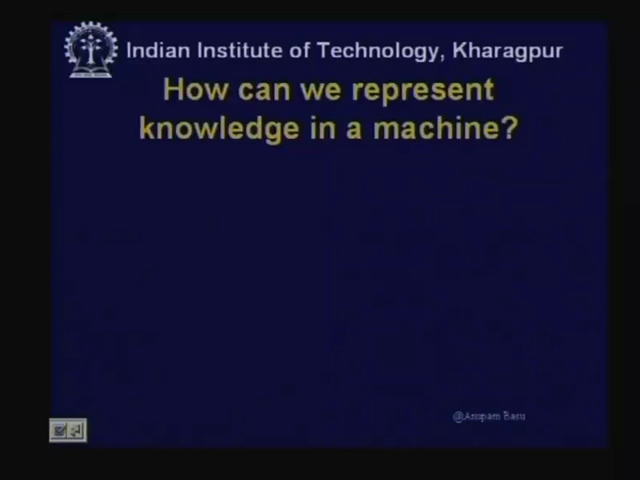 Indian Institute of Technology, Kharagpur
How can we represent
knowledge in a machine?
@Anupam Basu